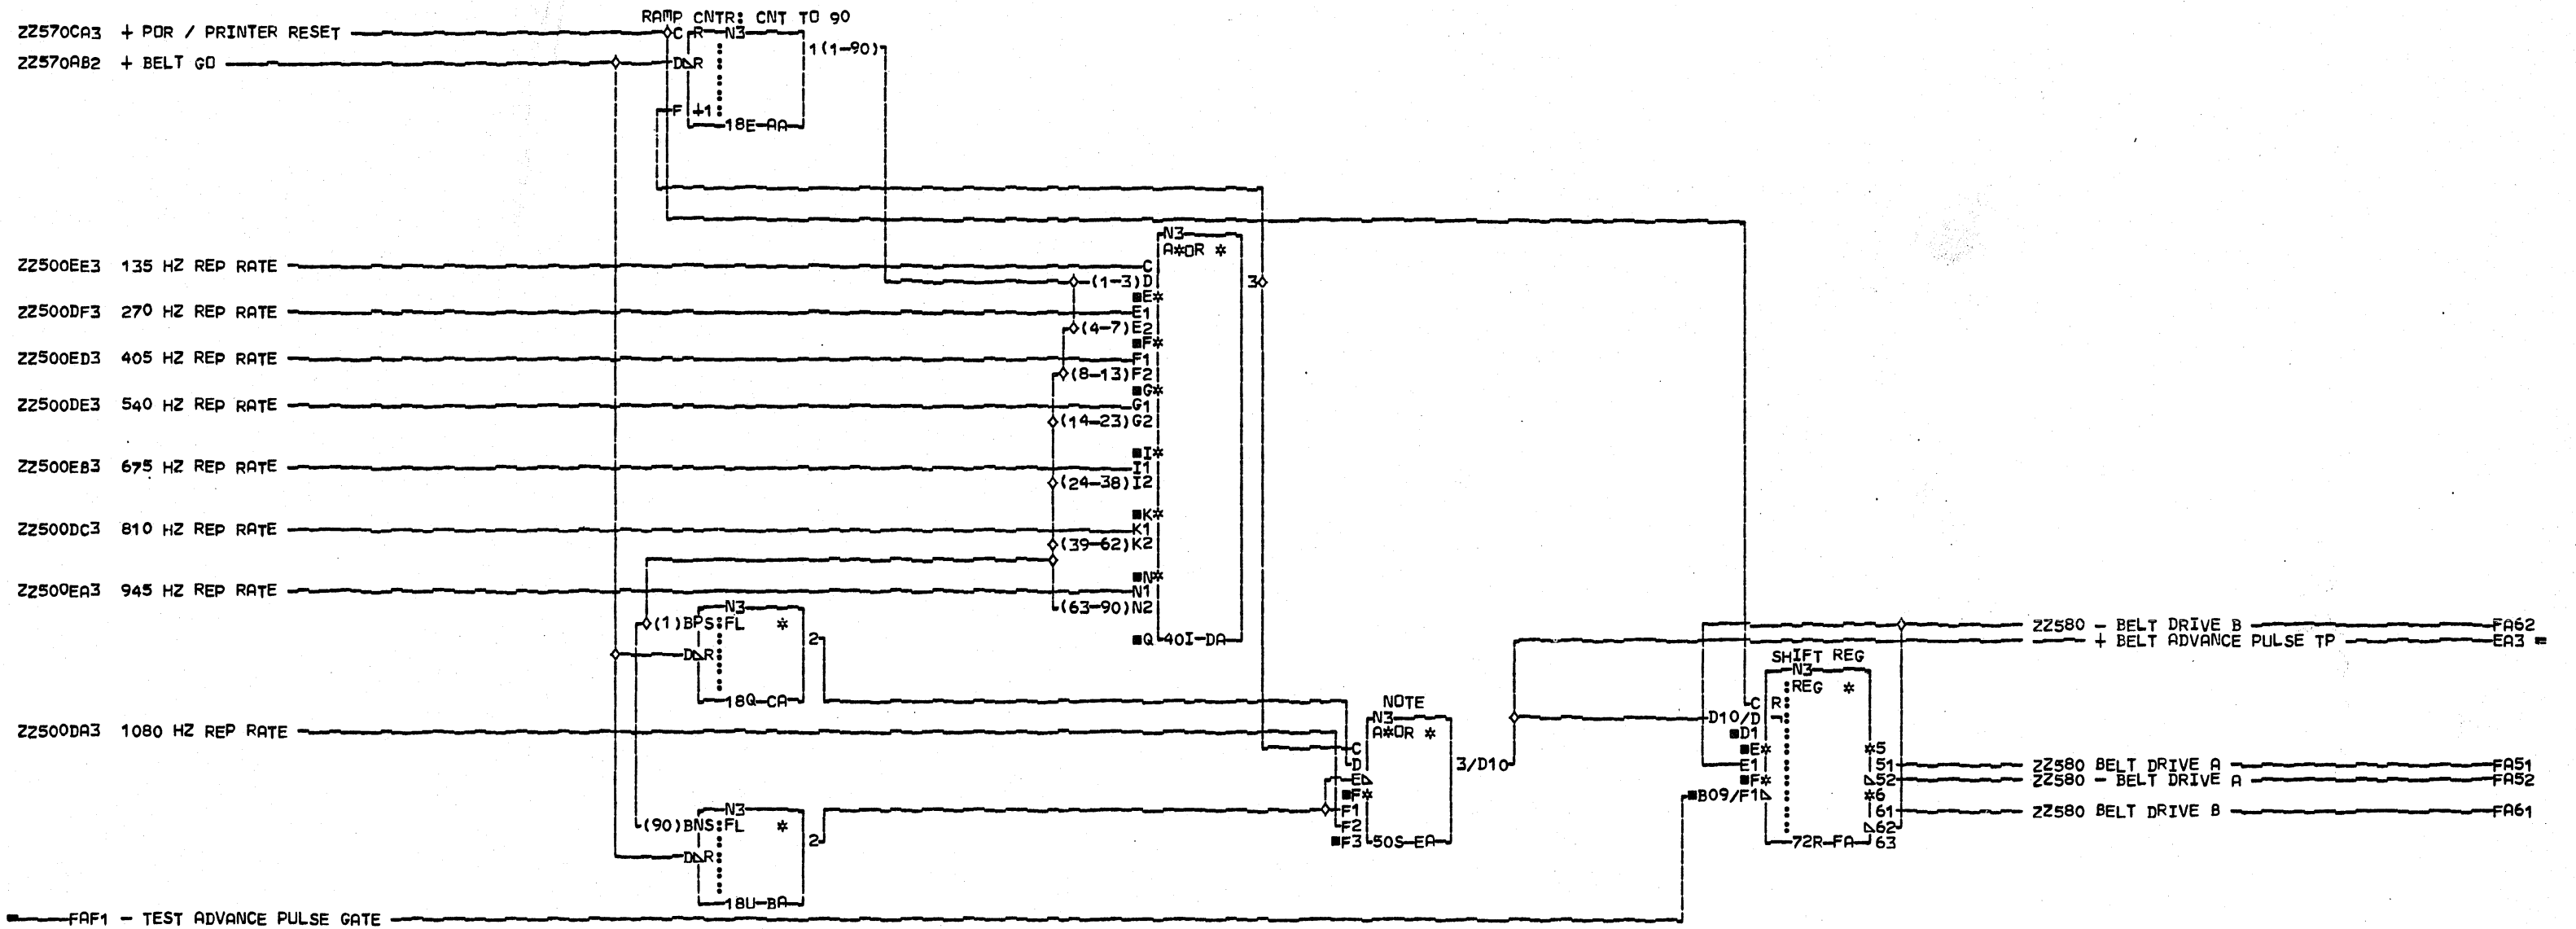 RAMP CNTR: CNT TO 90
ZZ570CA3 + POR / PRINTER RESET C R N3
1(1-90)
ZZ570AB2 + BELT GO D R
F +1
18E-AA
N3
A*OR *
ZZ500EE3 135 HZ REP RATE C
(1-3)D 3
■E*
ZZ500DF3 270 HZ REP RATE E1
(4-7)E2
■F*
ZZ500ED3 405 HZ REP RATE F1
(8-13)F2
■G*
ZZ500DE3 540 HZ REP RATE G1
(14-23)G2
■I*
ZZ500EB3 675 HZ REP RATE I1
(24-38)I2
■K*
ZZ500DC3 810 HZ REP RATE K1
(39-62)K2
■N*
ZZ500EA3 945 HZ REP RATE N1
N3 (63-90)N2
(1)BPS FL * ZZ580 - BELT DRIVE B FA62
2 ■Q 40I-DA + BELT ADVANCE PULSE TP EA3
D R SHIFT REG
N3
REG *
18Q-CA NOTE C R
N3 D10/D
ZZ500DA3 1080 HZ REP RATE A*OR * ■D1
C ■E* *5
D 3/D10 E1 51 ZZ580 BELT DRIVE A FA51
E ■F* 52 ZZ580 - BELT DRIVE A FA52
■F* ■B09/F1 *6
N3 F1 61 ZZ580 BELT DRIVE B FA61
(90)BNS FL * F2 62
2 ■F3 50S-EA 72R-FA 63
D R
18U-BA
FAF1 - TEST ADVANCE PULSE GATE